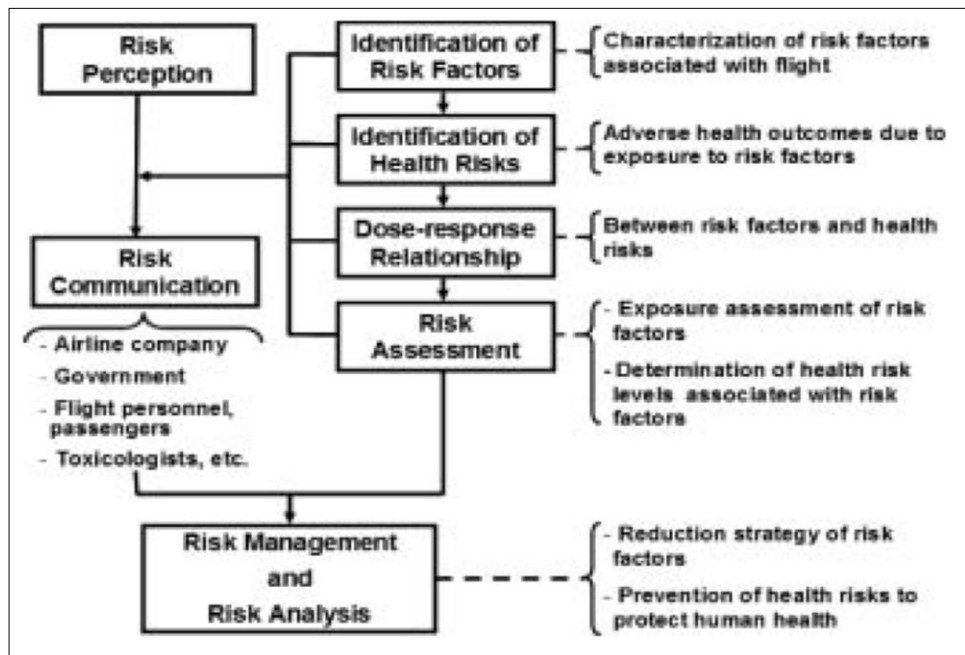 Risk
Perception
Identification of
Risk Factors
Characterization of risk factors
associated with flight
Identification of
Health Risks
Adverse health outcomes due to
exposure to risk factors
Dose-response
Relationship
Between risk factors and health
risks
Risk
Communication
- Airline company
- Government
- Flight personnel,
passengers
- Toxicologists, etc.
Risk
Assessment
- Exposure assessment of risk
factors
- Determination of health risk
levels associated with risk
factors
Risk Management
and
Risk Analysis
- Reduction strategy of risk
factors
- Prevention of health risks to
protect human health